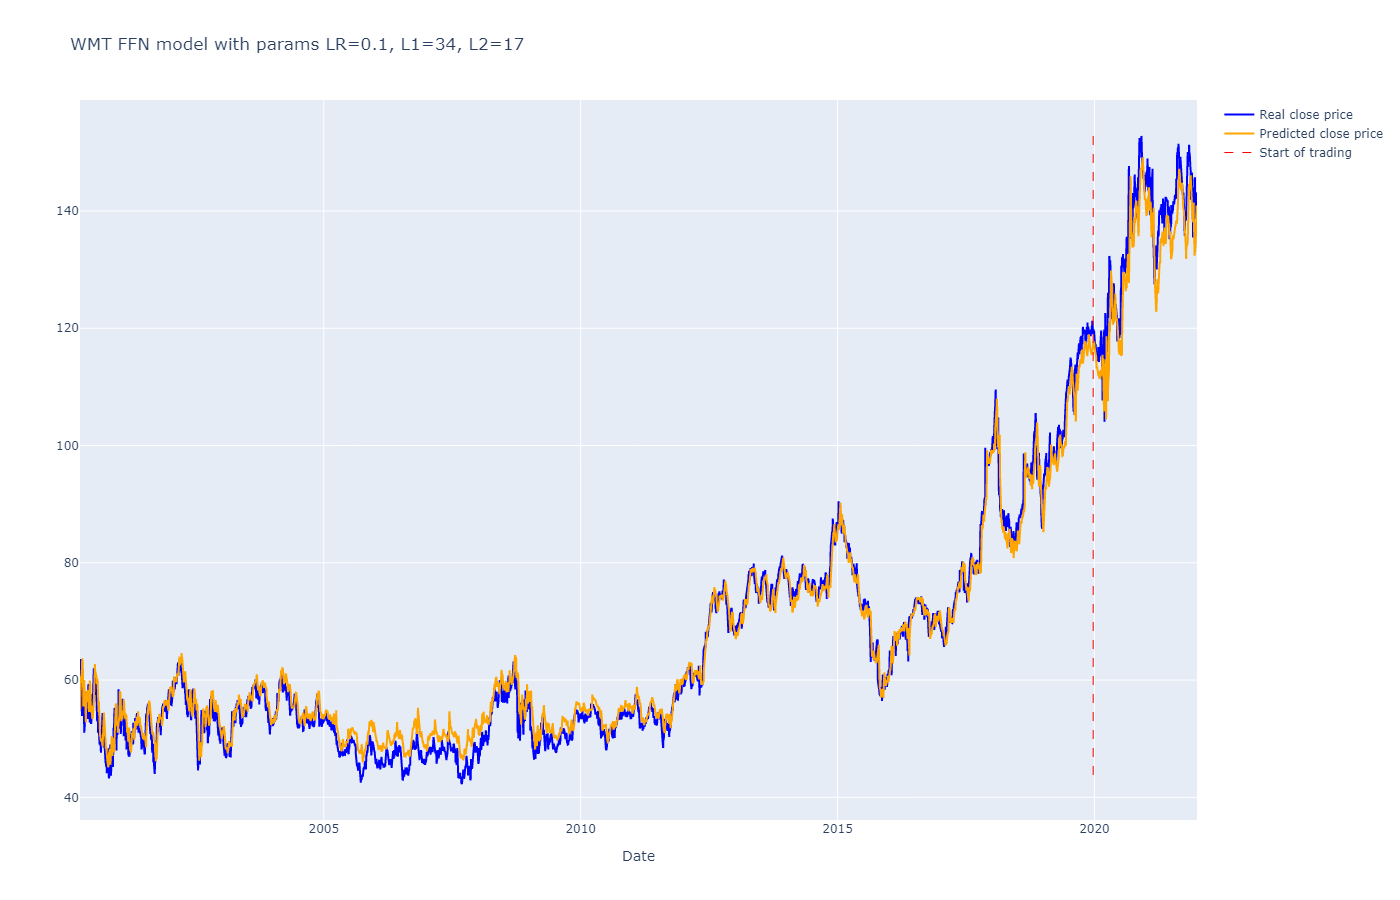 WMT FFN model with params LR=0.1, L1=34, L2=17
Real close price
Predicted close price
Start of trading
140
120
100
80
60
40
2005
2010
2015
2020
Date